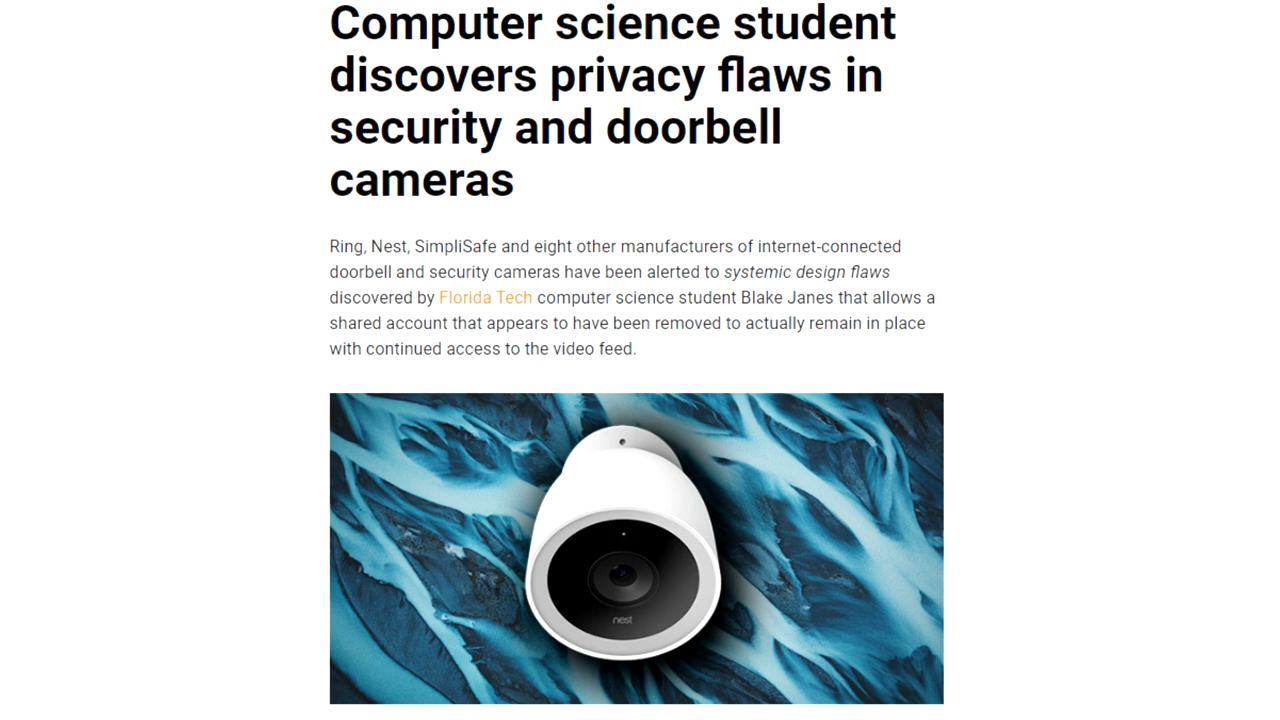 Computer science student
discovers privacy flaws in
security and doorbell
cameras
Ring, Nest, SimpliSafe and eight other manufacturers of internet-connected
doorbell and security cameras have been alerted to systemic design flaws
discovered by Florida Tech computer science student Blake Janes that allows a
shared account that appears to have been removed to actually remain in place
with continued access to the video feed.
nest